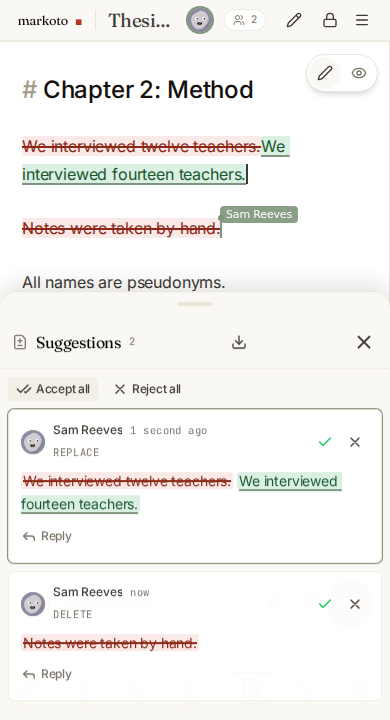 markoto
Thesi...
2
# Chapter 2: Method
We interviewed twelve teachers.We
interviewed fourteen teachers.
Sam Reeves
Notes were taken by hand.
All names are pseudonyms.
Suggestions 2
Accept all
Reject all
Sam Reeves 1 second ago
REPLACE
We interviewed twelve teachers. We interviewed
fourteen teachers.
Reply
Sam Reeves now
DELETE
Notes were taken by hand.
Reply